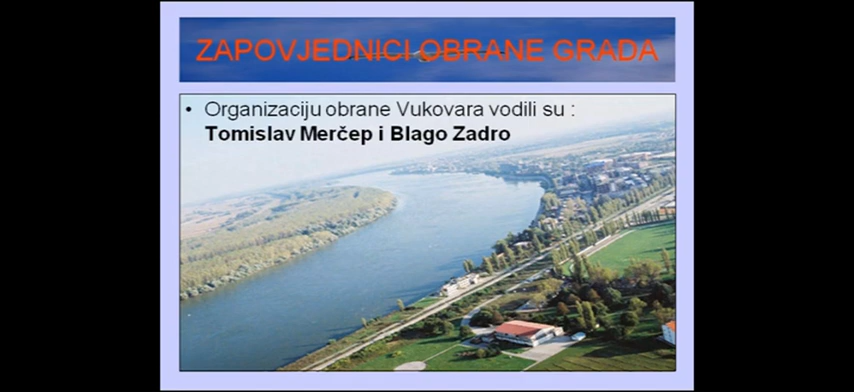 ZAPOVJEDNICI OBRANE GRADA
• Organizaciju obrane Vukovara vodili su :
Tomislav Merčep i Blago Zadro